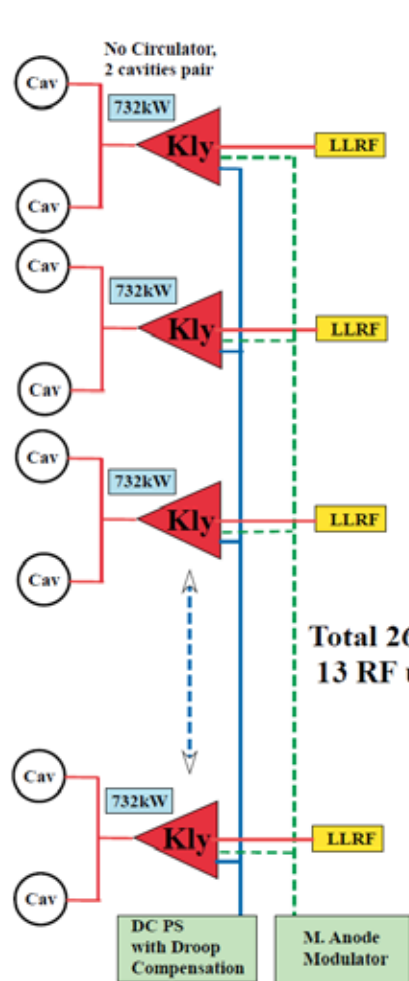 No Circulator,
2 cavities pair
Cav
732kW
Kly
LLRF
Cav
Cav
732kW
Kly
LLRF
Cav
Cav
732kW
Kly
LLRF
Cav
Total 26
13 RF
Cav
732kW
Kly
LLRF
Cav
DC PS
with Droop
Compensation
M. Anode
Modulator